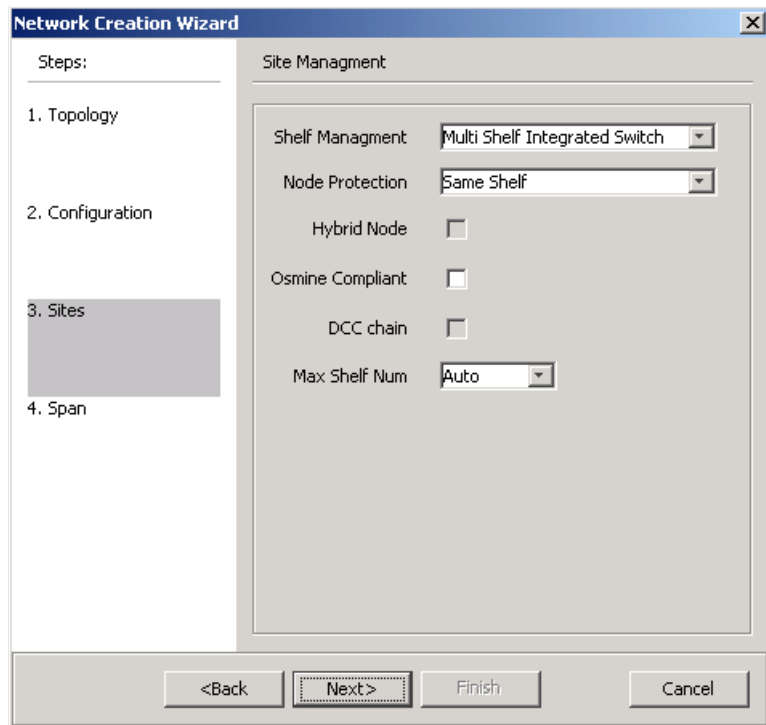 Network Creation Wizard
Steps:
Site Managment
1. Topology
2. Configuration
3. Sites
4. Span
Shelf Managment Multi Shelf Integrated Switch
Node Protection Same Shelf
Hybrid Node
Osmine Compliant
DCC chain
Max Shelf Num Auto
<Back Next> Finish Cancel